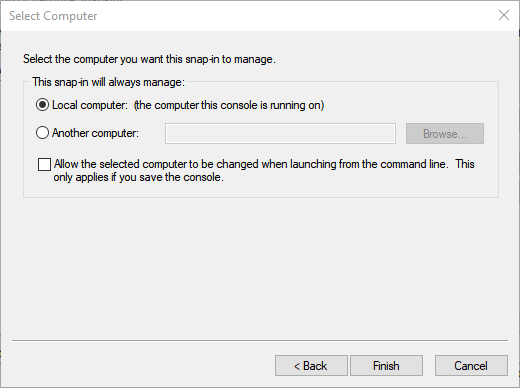 Select Computer
Select the computer you want this snap-in to manage.
This snap-in will always manage:
Local computer: (the computer this console is running on)
Another computer:
Browse...
Allow the selected computer to be changed when launching from the command line. This
only applies if you save the console.
< Back
Finish
Cancel